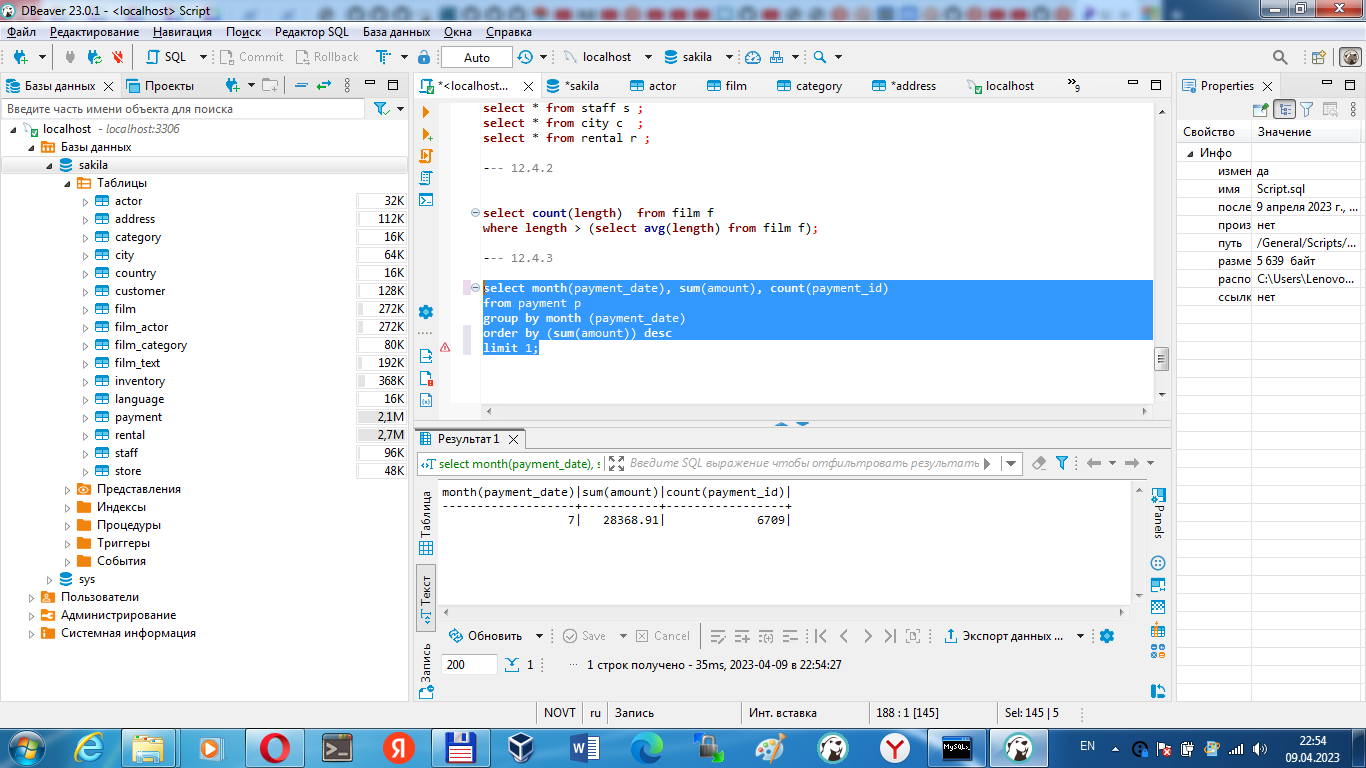 DBeaver 23.0.1 - <localhost> Script
Файл Редактирование Навигация Поиск Редактор SQL База данных Окна Справка
SQL Commit Rollback Auto localhost sakila
Базы данных Проекты
*<localhost... *sakila actor film category *address localhost »9
Properties
Введите часть имени объекта для поиска
localhost - localhost:3306
Базы данных
sakila
Таблицы
actor 32K
address 112K
category 16K
city 64K
country 16K
customer 128K
film 272K
film_actor 272K
film_category 80K
film_text 192K
inventory 368K
language 16K
payment 2,1M
rental 2,7M
staff 96K
store 48K
Представления
Индексы
Процедуры
Триггеры
События
sys
Пользователи
Администрирование
Системная информация
select * from staff s ;
select * from city c  ;
select * from rental r ;
--- 12.4.2
select count(length)  from film f
where length > (select avg(length) from film f);
--- 12.4.3
select month(payment_date), sum(amount), count(payment_id)
from payment p
group by month (payment_date)
order by (sum(amount)) desc
limit 1;
Результат 1
select month(payment_date), s Введите SQL выражение чтобы отфильтровать результаты
Таблица
Текст
Запись
month(payment_date)|sum(amount)|count(payment_id)|
-------------------+-----------+-----------------+
7|   28368.91|             6709|
Panels
Обновить Save Cancel Экспорт данных ...
200 1 ... 1 строк получено - 35ms, 2023-04-09 в 22:54:27
Свойство Значение
Инфо
измен да
имя Script.sql
после 9 апреля 2023 г., ...
произ нет
путь /General/Scripts/...
разме 5 639 байт
распо C:\Users\Lenovo...
ссылк нет
NOVT ru Запись Инт. вставка 188 : 1 [145] Sel: 145 | 5
EN 22:54
09.04.2023